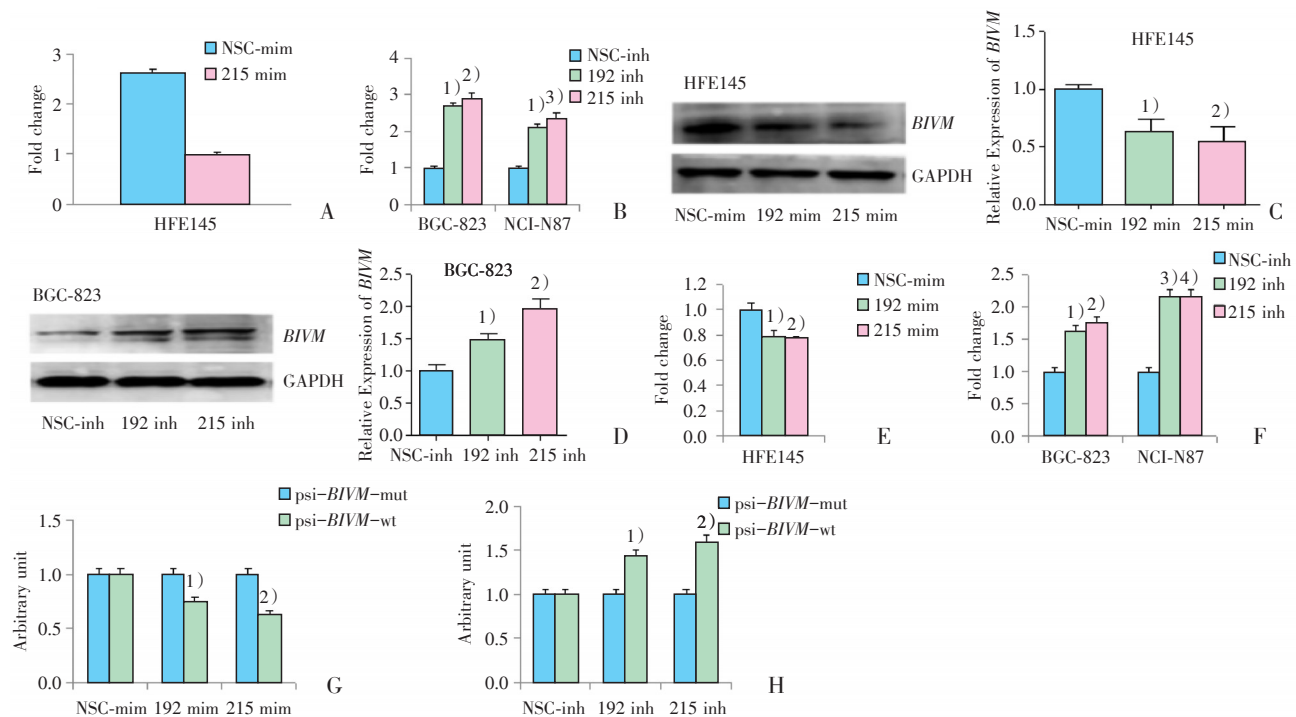 NSC-mim
215 mim
Fold change
3
2
1
0
HFE145
A
NSC-inh
192 inh
215 inh
Fold change
4
3
2
1
0
1)
2)
1)
3)
BGC-823
NCI-N87
B
HFE145
BIVM
GAPDH
NSC-mim
192 mim
215 mim
HFE145
Relative Expression of BIVM
1.5
1.0
0.5
0.0
1)
2)
NSC-min
192 min
215 min
C
BGC-823
BIVM
GAPDH
NSC-inh
192 inh
215 inh
BGC-823
Relative Expression of BIVM
2.5
2.0
1.5
1.0
0.5
0.0
1)
2)
NSC-inh
192 inh
215 inh
D
NSC-mim
192 mim
215 mim
Fold change
1.2
1.0
0.8
0.6
0.4
0.2
0.0
1)
2)
HFE145
E
NSC-inh
192 inh
215 inh
Fold change
2.5
2.0
1.5
1.0
0.5
0.0
1)
2)
3)
4)
BGC-823
NCI-N87
F
psi-BIVM-mut
psi-BIVM-wt
Arbitrary unit
1.5
1.0
0.5
0.0
1)
2)
NSC-mim
192 mim
215 mim
G
psi-BIVM-mut
psi-BIVM-wt
Arbitrary unit
2.0
1.5
1.0
0.5
0.0
1)
2)
NSC-inh
192 inh
215 inh
H